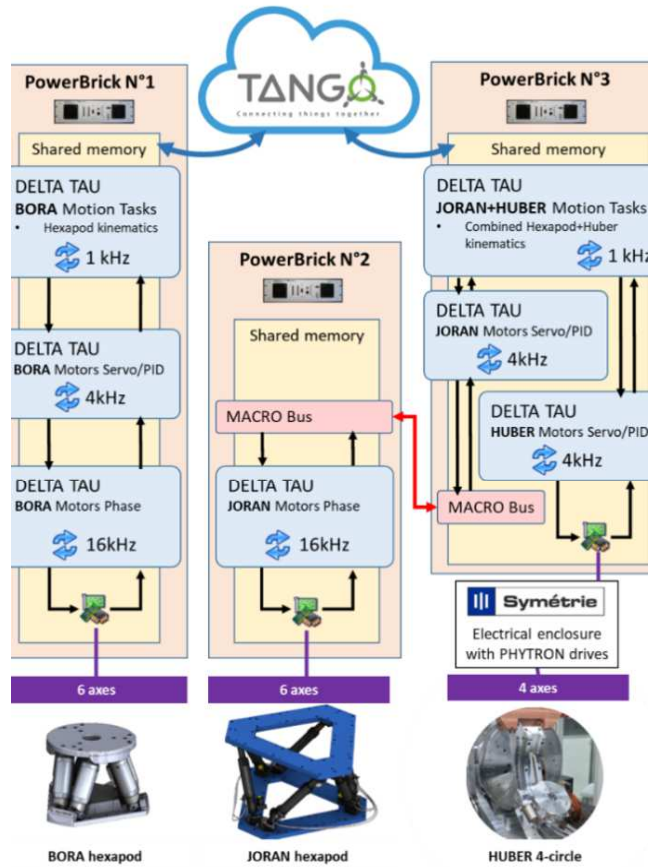 TANGO
Connecting things together
PowerBrick N°1
Shared memory
DELTA TAU
BORA Motion Tasks
• Hexapod kinematics
1 kHz
DELTA TAU
BORA Motors Servo/PID
4kHz
DELTA TAU
BORA Motors Phase
16kHz
6 axes
BORA hexapod
PowerBrick N°2
Shared memory
MACRO Bus
DELTA TAU
JORAN Motors Phase
16kHz
6 axes
JORAN hexapod
PowerBrick N°3
Shared memory
DELTA TAU
JORAN+HUBER Motion Tasks
• Combined Hexapod+Huber
kinematics
1 kHz
DELTA TAU
JORAN Motors Servo/PID
4kHz
DELTA TAU
HUBER Motors Servo/PID
4kHz
MACRO Bus
Symétrie
Electrical enclosure
with PHYTRON drives
4 axes
HUBER 4-circle